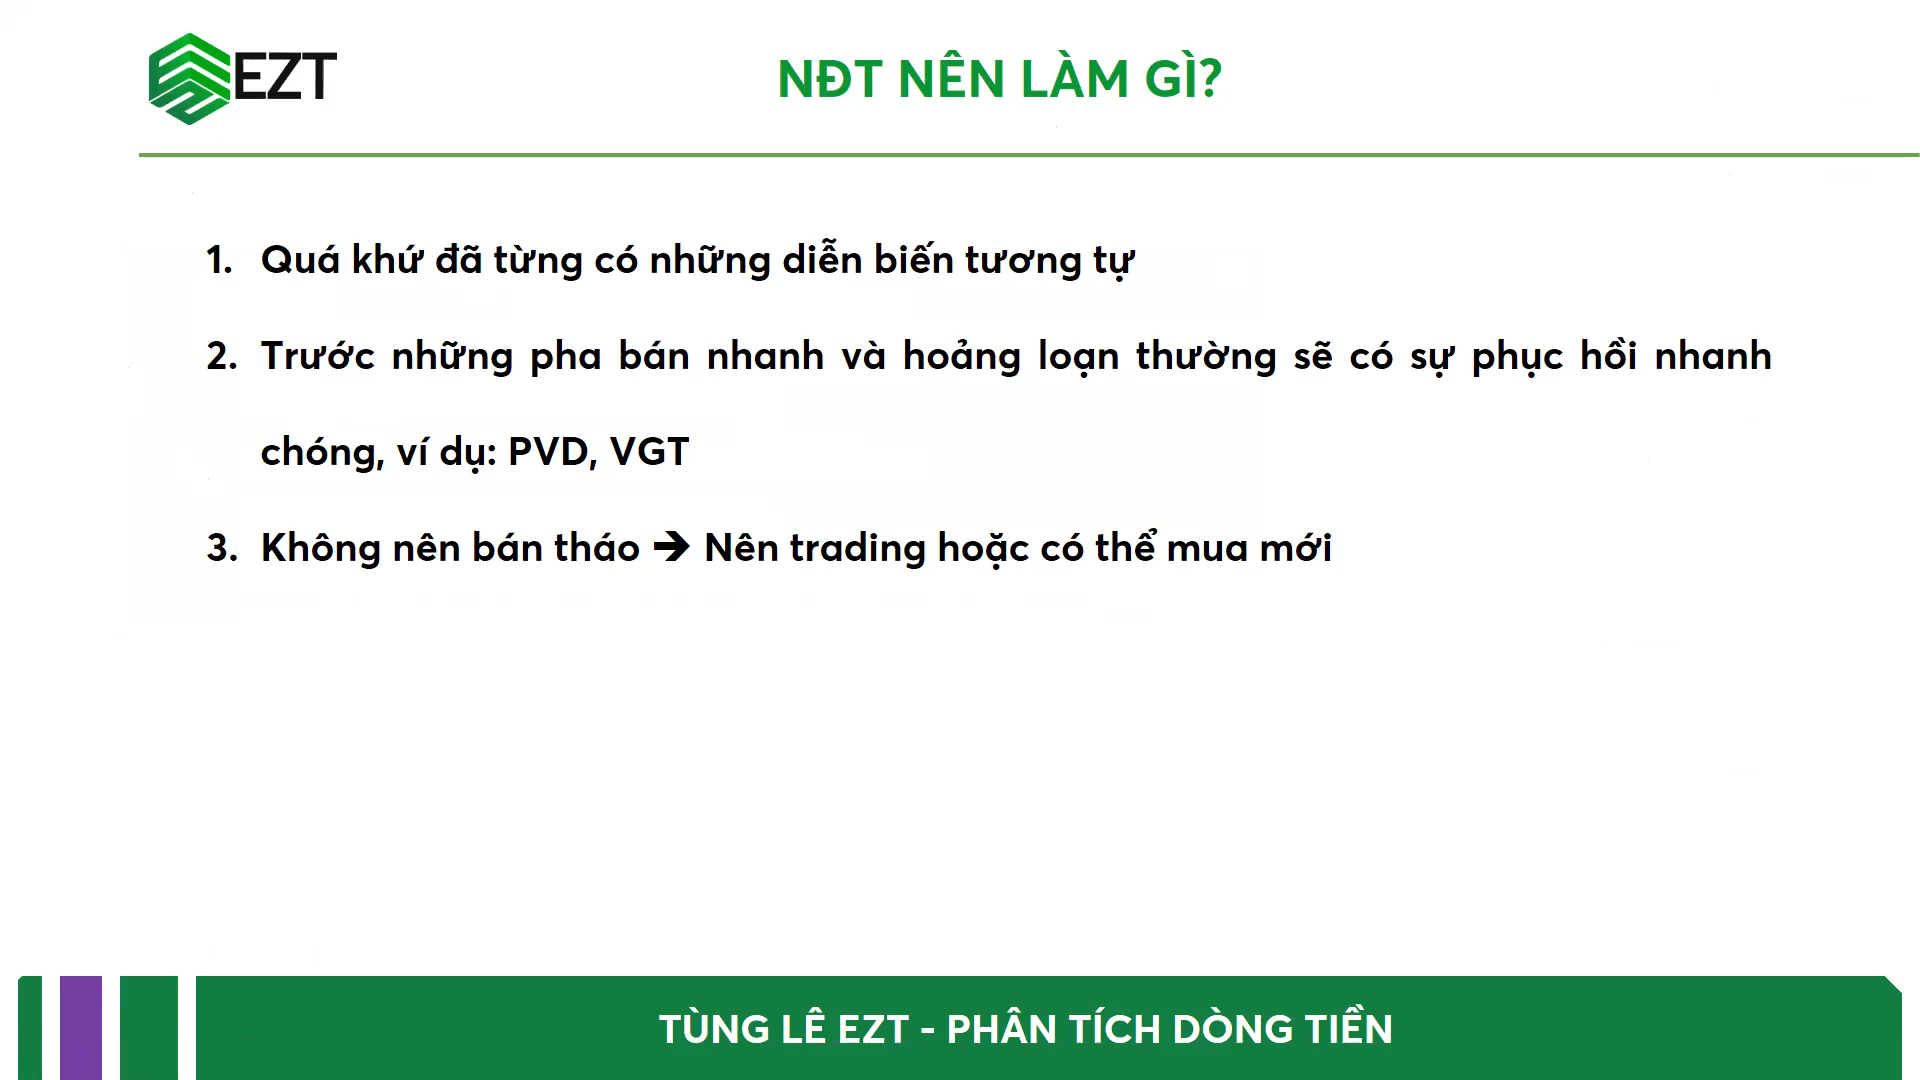 EZT
NĐT NÊN LÀM GÌ?
1. Quá khứ đã từng có những diễn biến tương tự
2. Trước những pha bán nhanh và hoảng loạn thường sẽ có sự phục hồi nhanh
chóng, ví dụ: PVD, VGT
3. Không nên bán tháo ➔ Nên trading hoặc có thể mua mới
TÙNG LÊ EZT - PHÂN TÍCH DÒNG TIỀN